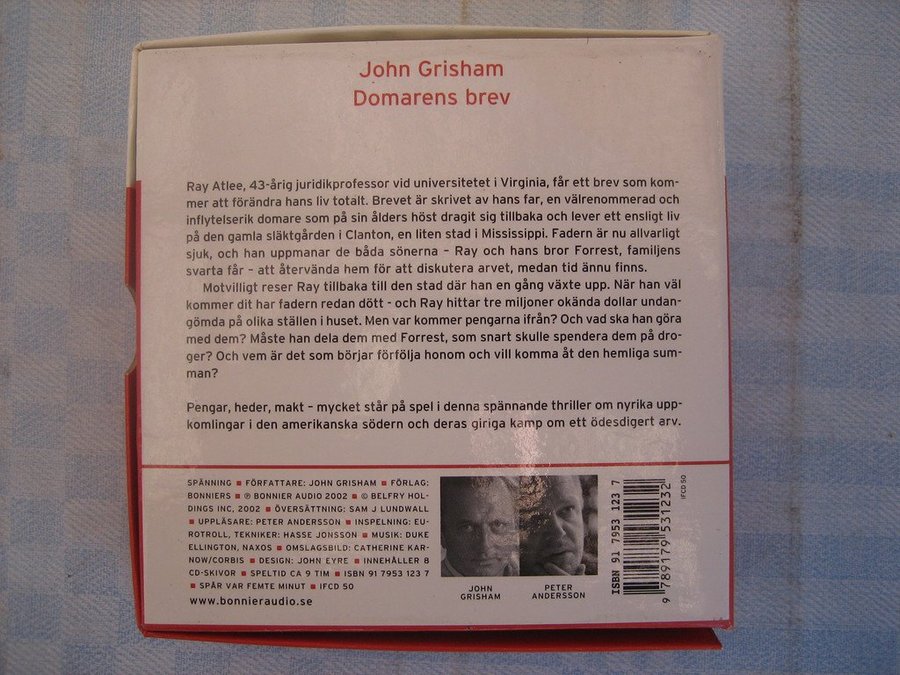 John Grisham
Domarens brev
Ray Atlee, 43-årig juridikprofessor vid universitetet i Virginia, får ett brev som kom-
mer att förändra hans liv totalt. Brevet är skrivet av hans far, en välrenommerad och
inflytelserik domare som på sin ålders höst dragit sig tillbaka och lever ett ensligt liv
på den gamla släktgården i Clanton, en liten stad i Mississippi. Fadern är nu allvarligt
sjuk, och han uppmanar de båda sönerna – Ray och hans bror Forrest, familjens
svarta får – att återvända hem för att diskutera arvet, medan tid ännu finns.
Motvilligt reser Ray tillbaka till den stad där han en gång växte upp. När han väl
kommer dit har fadern redan dött - och Ray hittar tre miljoner okända dollar undan-
gömda på olika ställen i huset. Men var kommer pengarna ifrån? Och vad ska han göra
med dem? Måste han dela dem med Forrest, som snart skulle spendera dem på dro-
ger? Och vem är det som börjar förfölja honom och vill komma åt den hemliga sum-
man?
Pengar, heder, makt – mycket står på spel i denna spännande thriller om nyrika upp-
komlingar i den amerikanska södern och deras giriga kamp om ett ödesdigert arv.
SPÄNNING ■ FÖRFATTARE: JOHN GRISHAM ■ FÖRLAG:
BONNIERS ■ ℗ BONNIER AUDIO 2002 ■ © BELFRY HOL-
DINGS INC, 2002 ■ ÖVERSÄTTNING: SAM J LUNDWALL
■ UPPLÄSARE: PETER ANDERSSON ■ INSPELNING: EU-
ROTROLL, TEKNIKER: HASSE JONSSON ■ MUSIK: DUKE
ELLINGTON, NAXOS ■ OMSLAGSBILD: CATHERINE KAR-
NOW/CORBIS ■ DESIGN: JOHN EYRE ■ INNEHÅLLER 8
CD-SKIVOR ■ SPELTID CA 9 TIM ■ ISBN 91 7953 123 7
■ SPÅR VAR FEMTE MINUT ■ IFCD 50
www.bonnieraudio.se
JOHN
GRISHAM
PETER
ANDERSSON
ISBN 91 7953 123 7
9 789179 531232
IFCD 50